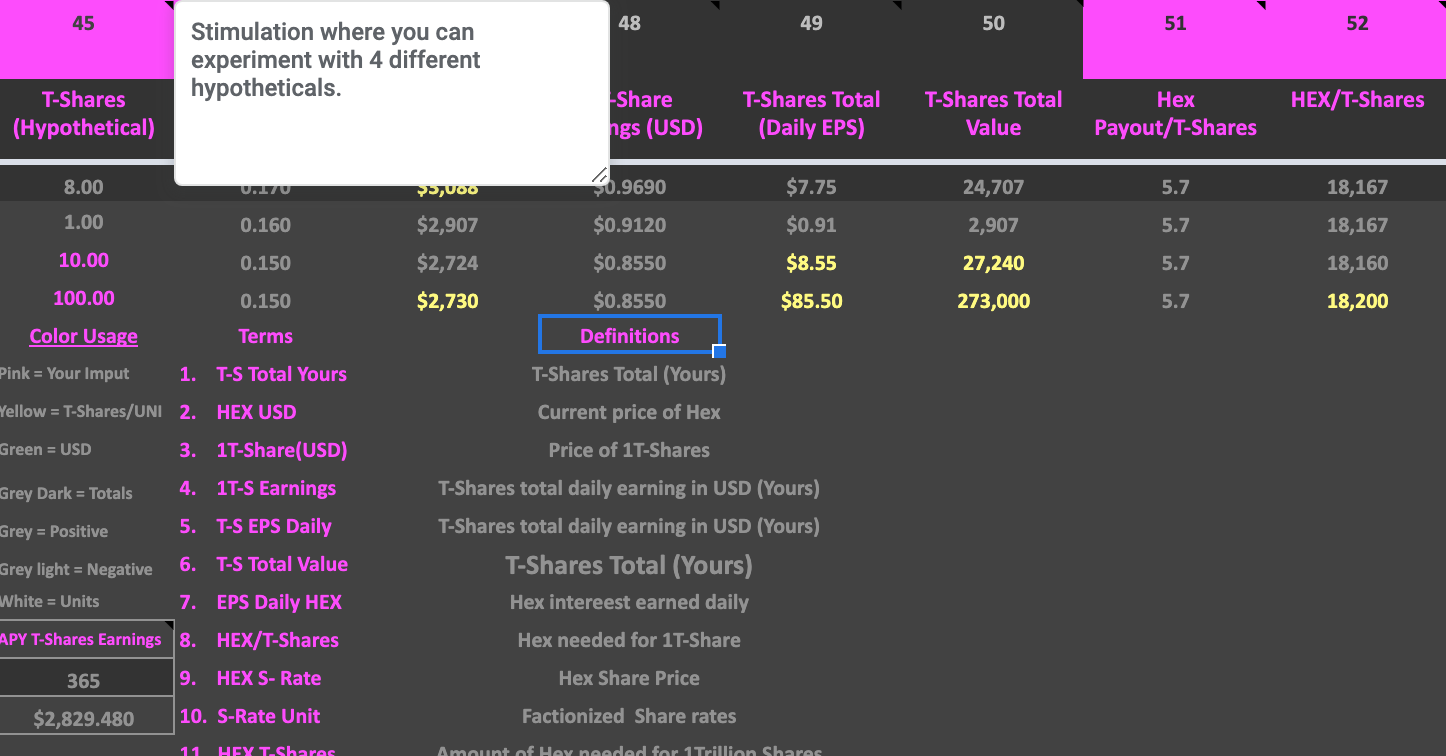 45 48 49 50 51 52
Stimulation where you can
experiment with 4 different
hypotheticals.
T-Shares -Share T-Shares Total T-Shares Total Hex HEX/T-Shares
(Hypothetical) ngs (USD) (Daily EPS) Value Payout/T-Shares
8.00 0.170 $3,088 $0.9690 $7.75 24,707 5.7 18,167
1.00 0.160 $2,907 $0.9120 $0.91 2,907 5.7 18,167
10.00 0.150 $2,724 $0.8550 $8.55 27,240 5.7 18,160
100.00 0.150 $2,730 $0.8550 $85.50 273,000 5.7 18,200
Color Usage Terms Definitions
Pink = Your Imput 1. T-S Total Yours T-Shares Total (Yours)
Yellow = T-Shares/UNI 2. HEX USD Current price of Hex
Green = USD 3. 1T-Share(USD) Price of 1T-Shares
Grey Dark = Totals 4. 1T-S Earnings T-Shares total daily earning in USD (Yours)
Grey = Positive 5. T-S EPS Daily T-Shares total daily earning in USD (Yours)
Grey light = Negative 6. T-S Total Value T-Shares Total (Yours)
White = Units 7. EPS Daily HEX Hex intereest earned daily
APY T-Shares Earnings 8. HEX/T-Shares Hex needed for 1T-Share
365 9. HEX S- Rate Hex Share Price
$2,829.480 10. S-Rate Unit Factionized Share rates
11. HEX T-Shares Amount of Hex needed for 1Trillion Shares